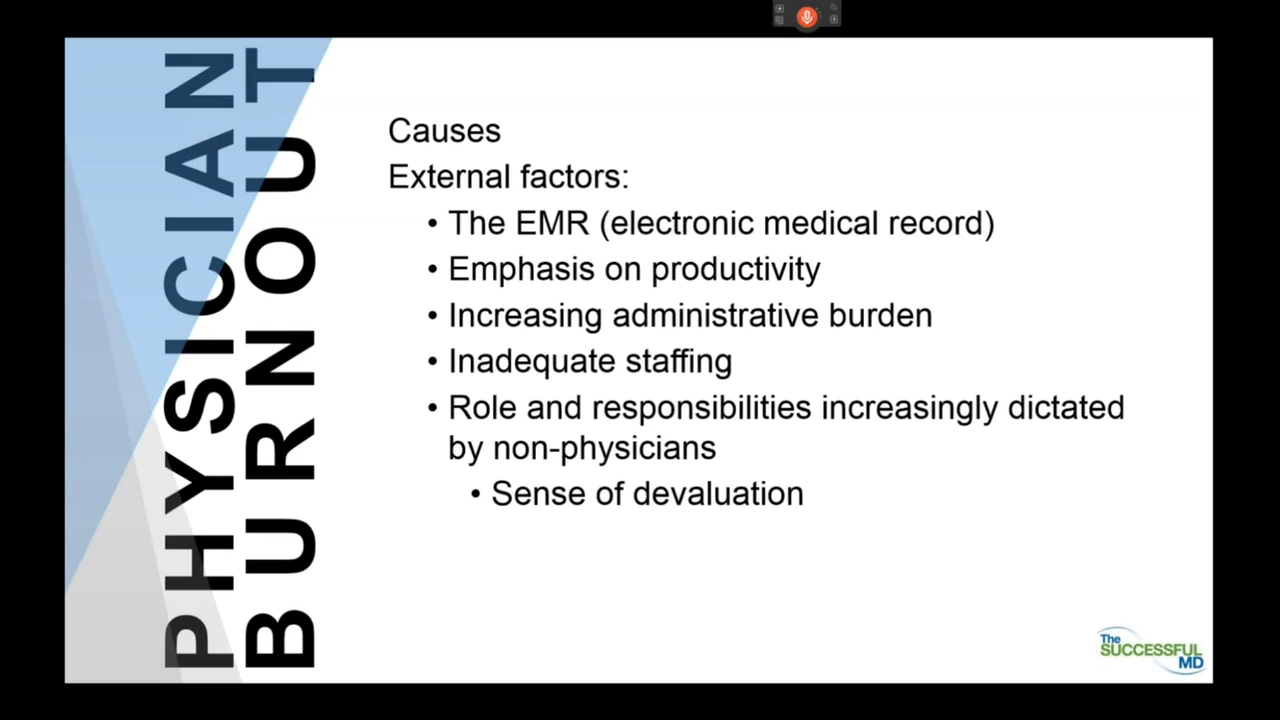 PHYSICIAN
BURNOUT
Causes
External factors:
• The EMR (electronic medical record)
• Emphasis on productivity
• Increasing administrative burden
• Inadequate staffing
• Role and responsibilities increasingly dictated
by non-physicians
• Sense of devaluation
The
SUCCESSFUL
MD